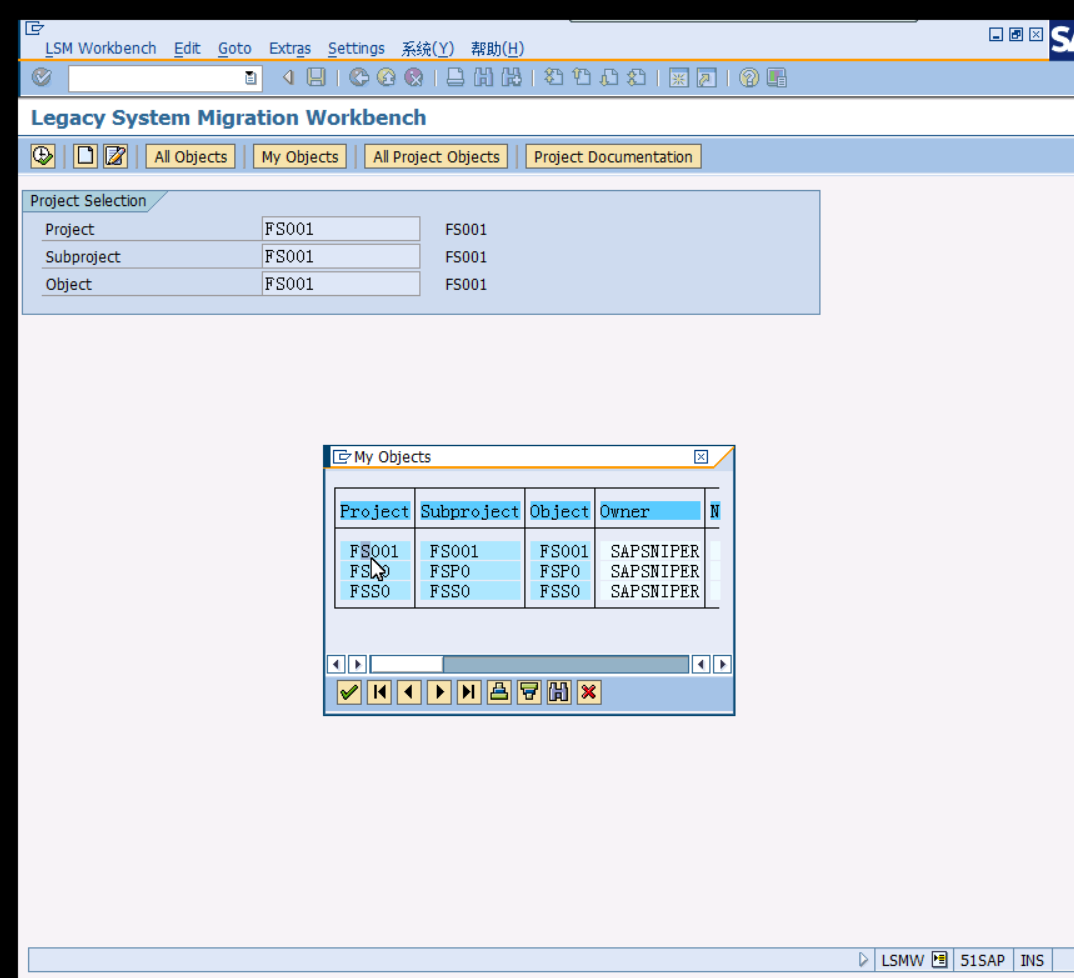 LSM Workbench Edit Goto Extras Settings 系统(Y) 帮助(H)
Legacy System Migration Workbench
All Objects My Objects All Project Objects Project Documentation
Project Selection
Project FS001 FS001
Subproject FS001 FS001
Object FS001 FS001
My Objects
Project Subproject Object Owner N
FS001 FS001 FS001 SAPSNIPER
FSP0 FSP0 SAPSNIPER
FSS0 FSS0 FSS0 SAPSNIPER
LSMW 51SAP INS